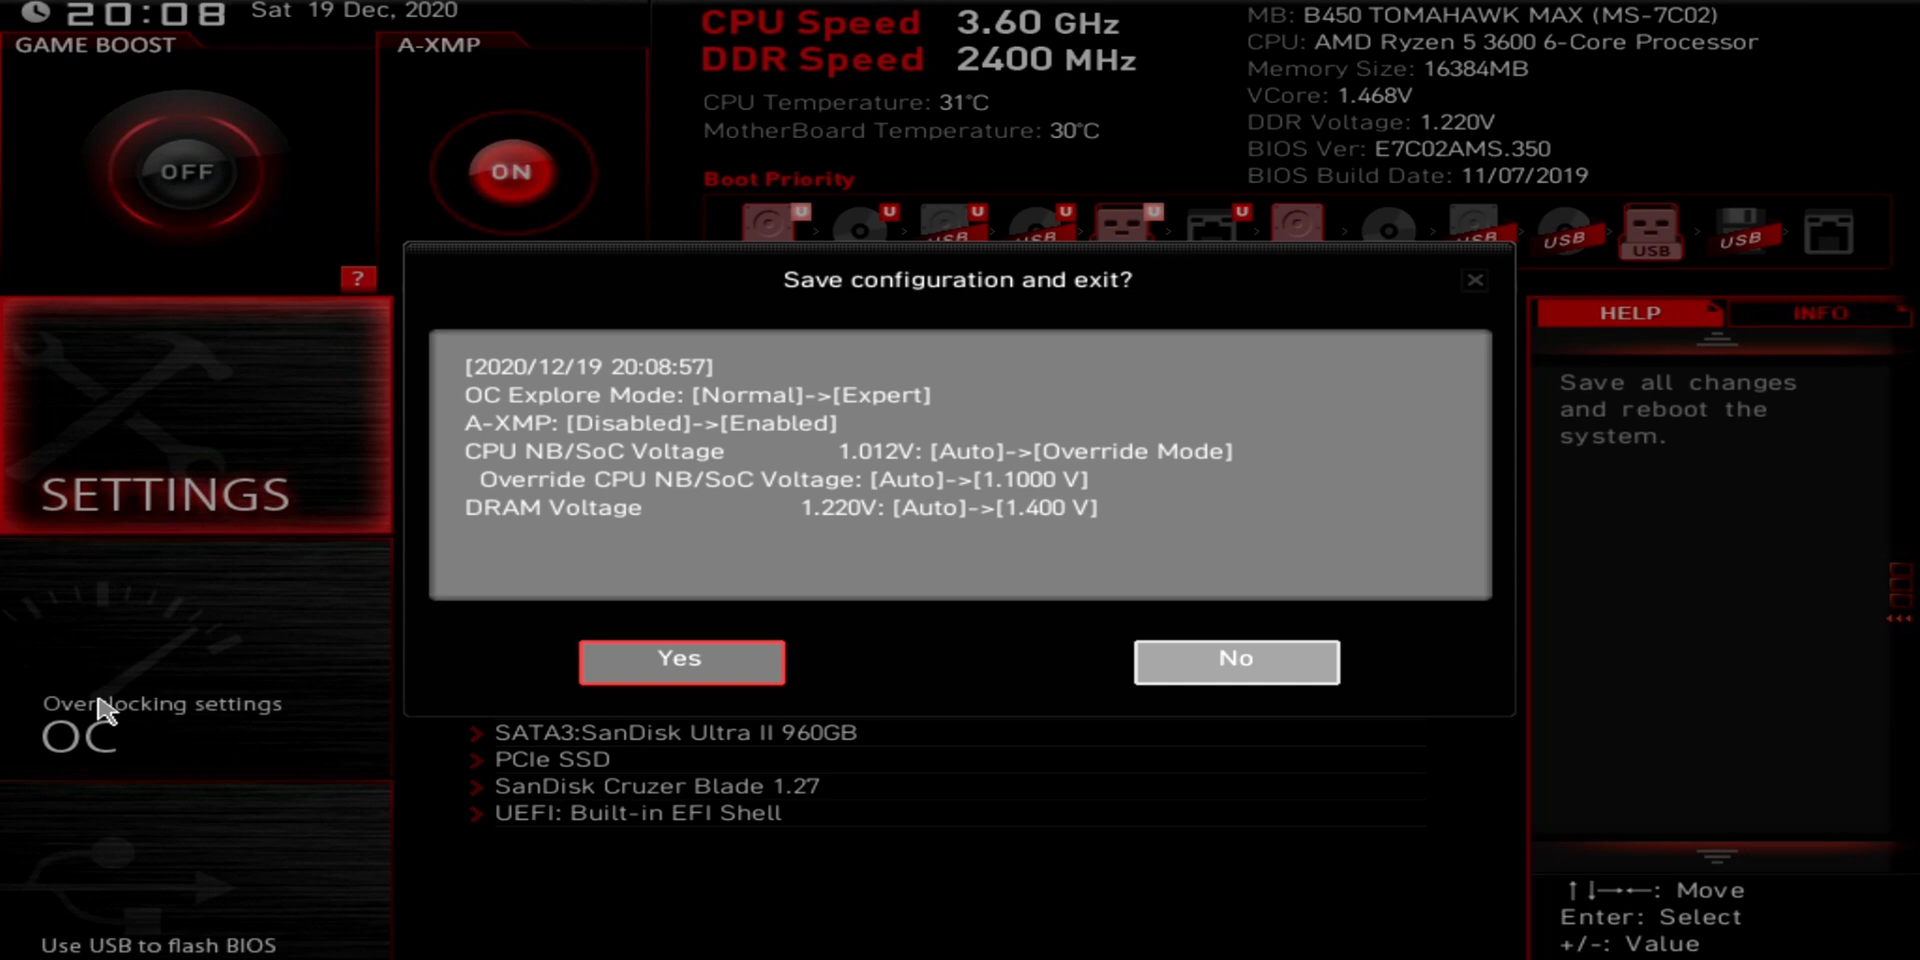 20:08 Sat 19 Dec, 2020
GAME BOOST
A-XMP
OFF
ON
?
CPU Speed 3.60 GHz
DDR Speed 2400 MHz
CPU Temperature: 31°C
MotherBoard Temperature: 30°C
MB: B450 TOMAHAWK MAX (MS-7C02)
CPU: AMD Ryzen 5 3600 6-Core Processor
Memory Size: 16384MB
VCore: 1.468V
DDR Voltage: 1.220V
BIOS Ver: E7C02AMS.350
BIOS Build Date: 11/07/2019
Boot Priority
U U U U U U
USB USB USB USB USB USB
Save configuration and exit?
[2020/12/19 20:08:57]
OC Explore Mode: [Normal]->[Expert]
A-XMP: [Disabled]->[Enabled]
CPU NB/SoC Voltage 1.012V: [Auto]->[Override Mode]
Override CPU NB/SoC Voltage: [Auto]->[1.1000 V]
DRAM Voltage 1.220V: [Auto]->[1.400 V]
Yes
No
SETTINGS
Overclocking settings
OC
Use USB to flash BIOS
SATA3:SanDisk Ultra II 960GB
PCIe SSD
SanDisk Cruzer Blade 1.27
UEFI: Built-in EFI Shell
HELP
INFO
Save all changes
and reboot the
system.
↑↓→←: Move
Enter: Select
+/-: Value